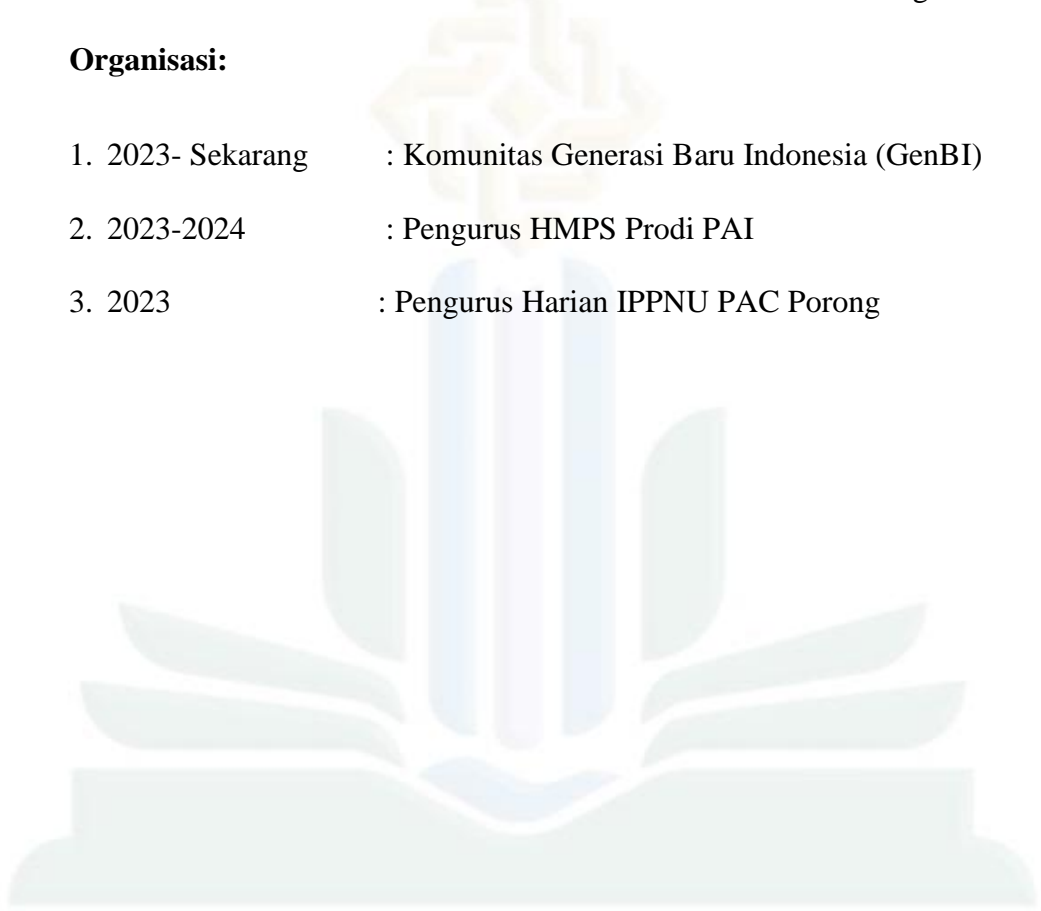 Organisasi:
1. 2023- Sekarang : Komunitas Generasi Baru Indonesia (GenBI)
2. 2023-2024 : Pengurus HMPS Prodi PAI
3. 2023 : Pengurus Harian IPPNU PAC Porong